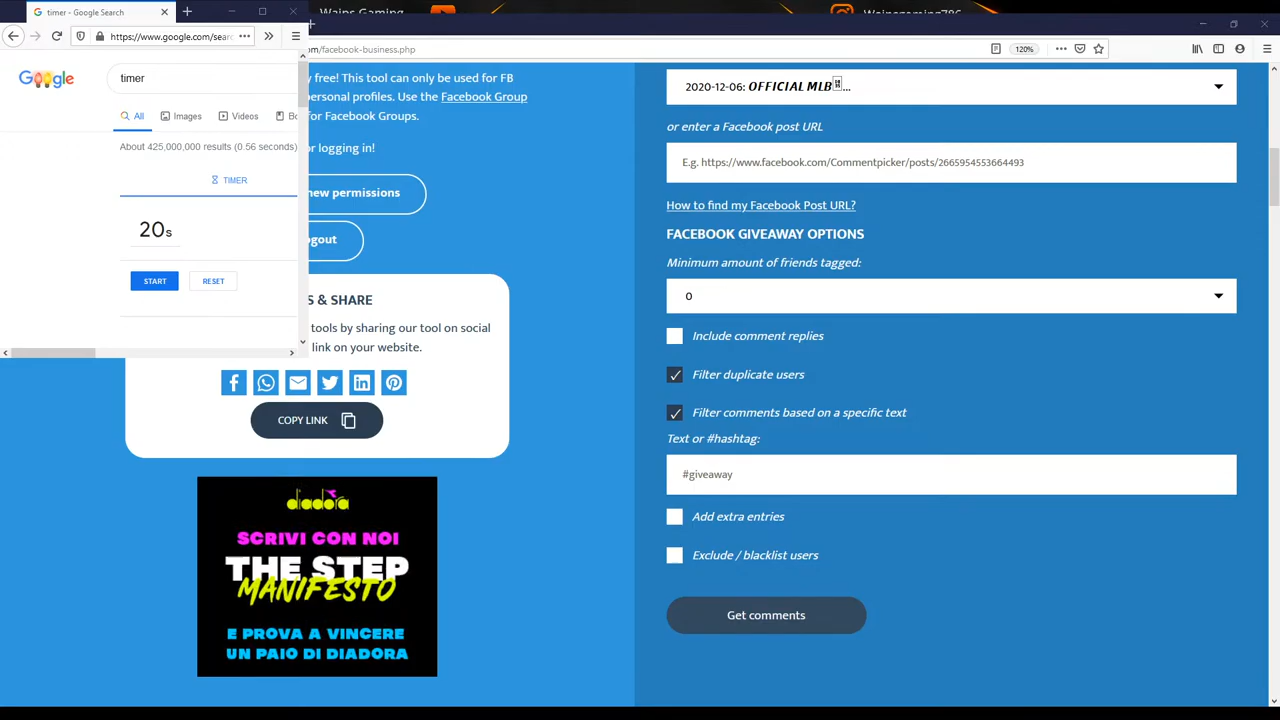 timer - Google Search
Wains Gaming
Wainsgaming786
https://www.google.com/sear
om/facebook-business.php
120%
Google
timer
All
Images
Videos
Bo
About 425,000,000 results (0.56 seconds)
TIMER
20s
START
RESET
y free! This tool can only be used for FB
personal profiles. Use the Facebook Group
for Facebook Groups.
or logging in!
new permissions
ogout
S & SHARE
tools by sharing our tool on social
link on your website.
COPY LINK
diadora
SCRIVI CON NOI
THE STEP
MANIFESTO
E PROVA A VINCERE
UN PAIO DI DIADORA
2020-12-06: OFFICIAL MLB...
or enter a Facebook post URL
E.g. https://www.facebook.com/Commentpicker/posts/2665954553664493
How to find my Facebook Post URL?
FACEBOOK GIVEAWAY OPTIONS
Minimum amount of friends tagged:
0
Include comment replies
Filter duplicate users
Filter comments based on a specific text
Text or #hashtag:
#giveaway
Add extra entries
Exclude / blacklist users
Get comments